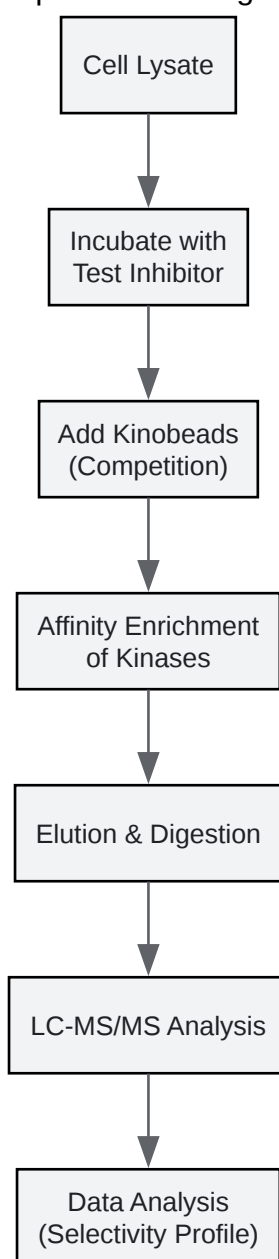 Cell Lysate
Incubate with
Test Inhibitor
Add Kinobeads
(Competition)
Affinity Enrichment
of Kinases
Elution & Digestion
LC-MS/MS Analysis
Data Analysis
(Selectivity Profile)